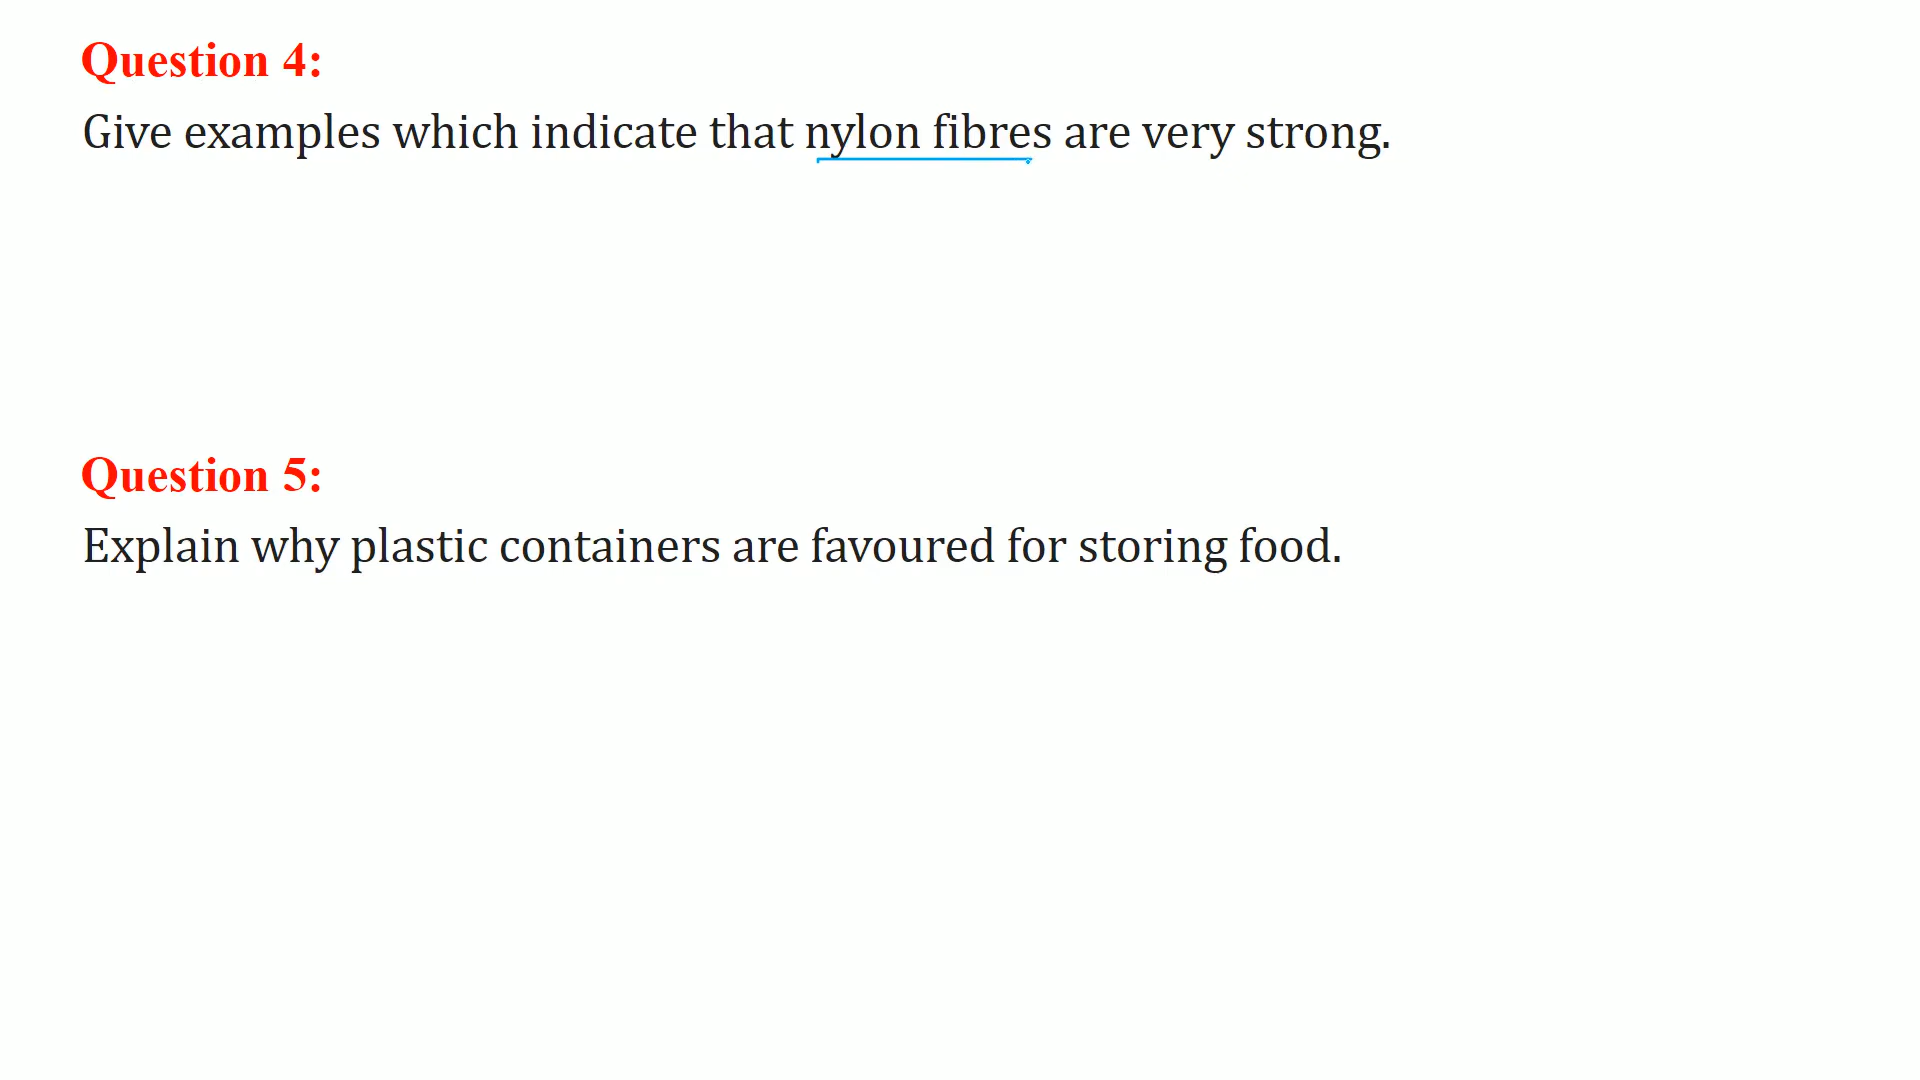 Question 4:
Give examples which indicate that nylon fibres are very strong.
Question 5:
Explain why plastic containers are favoured for storing food.